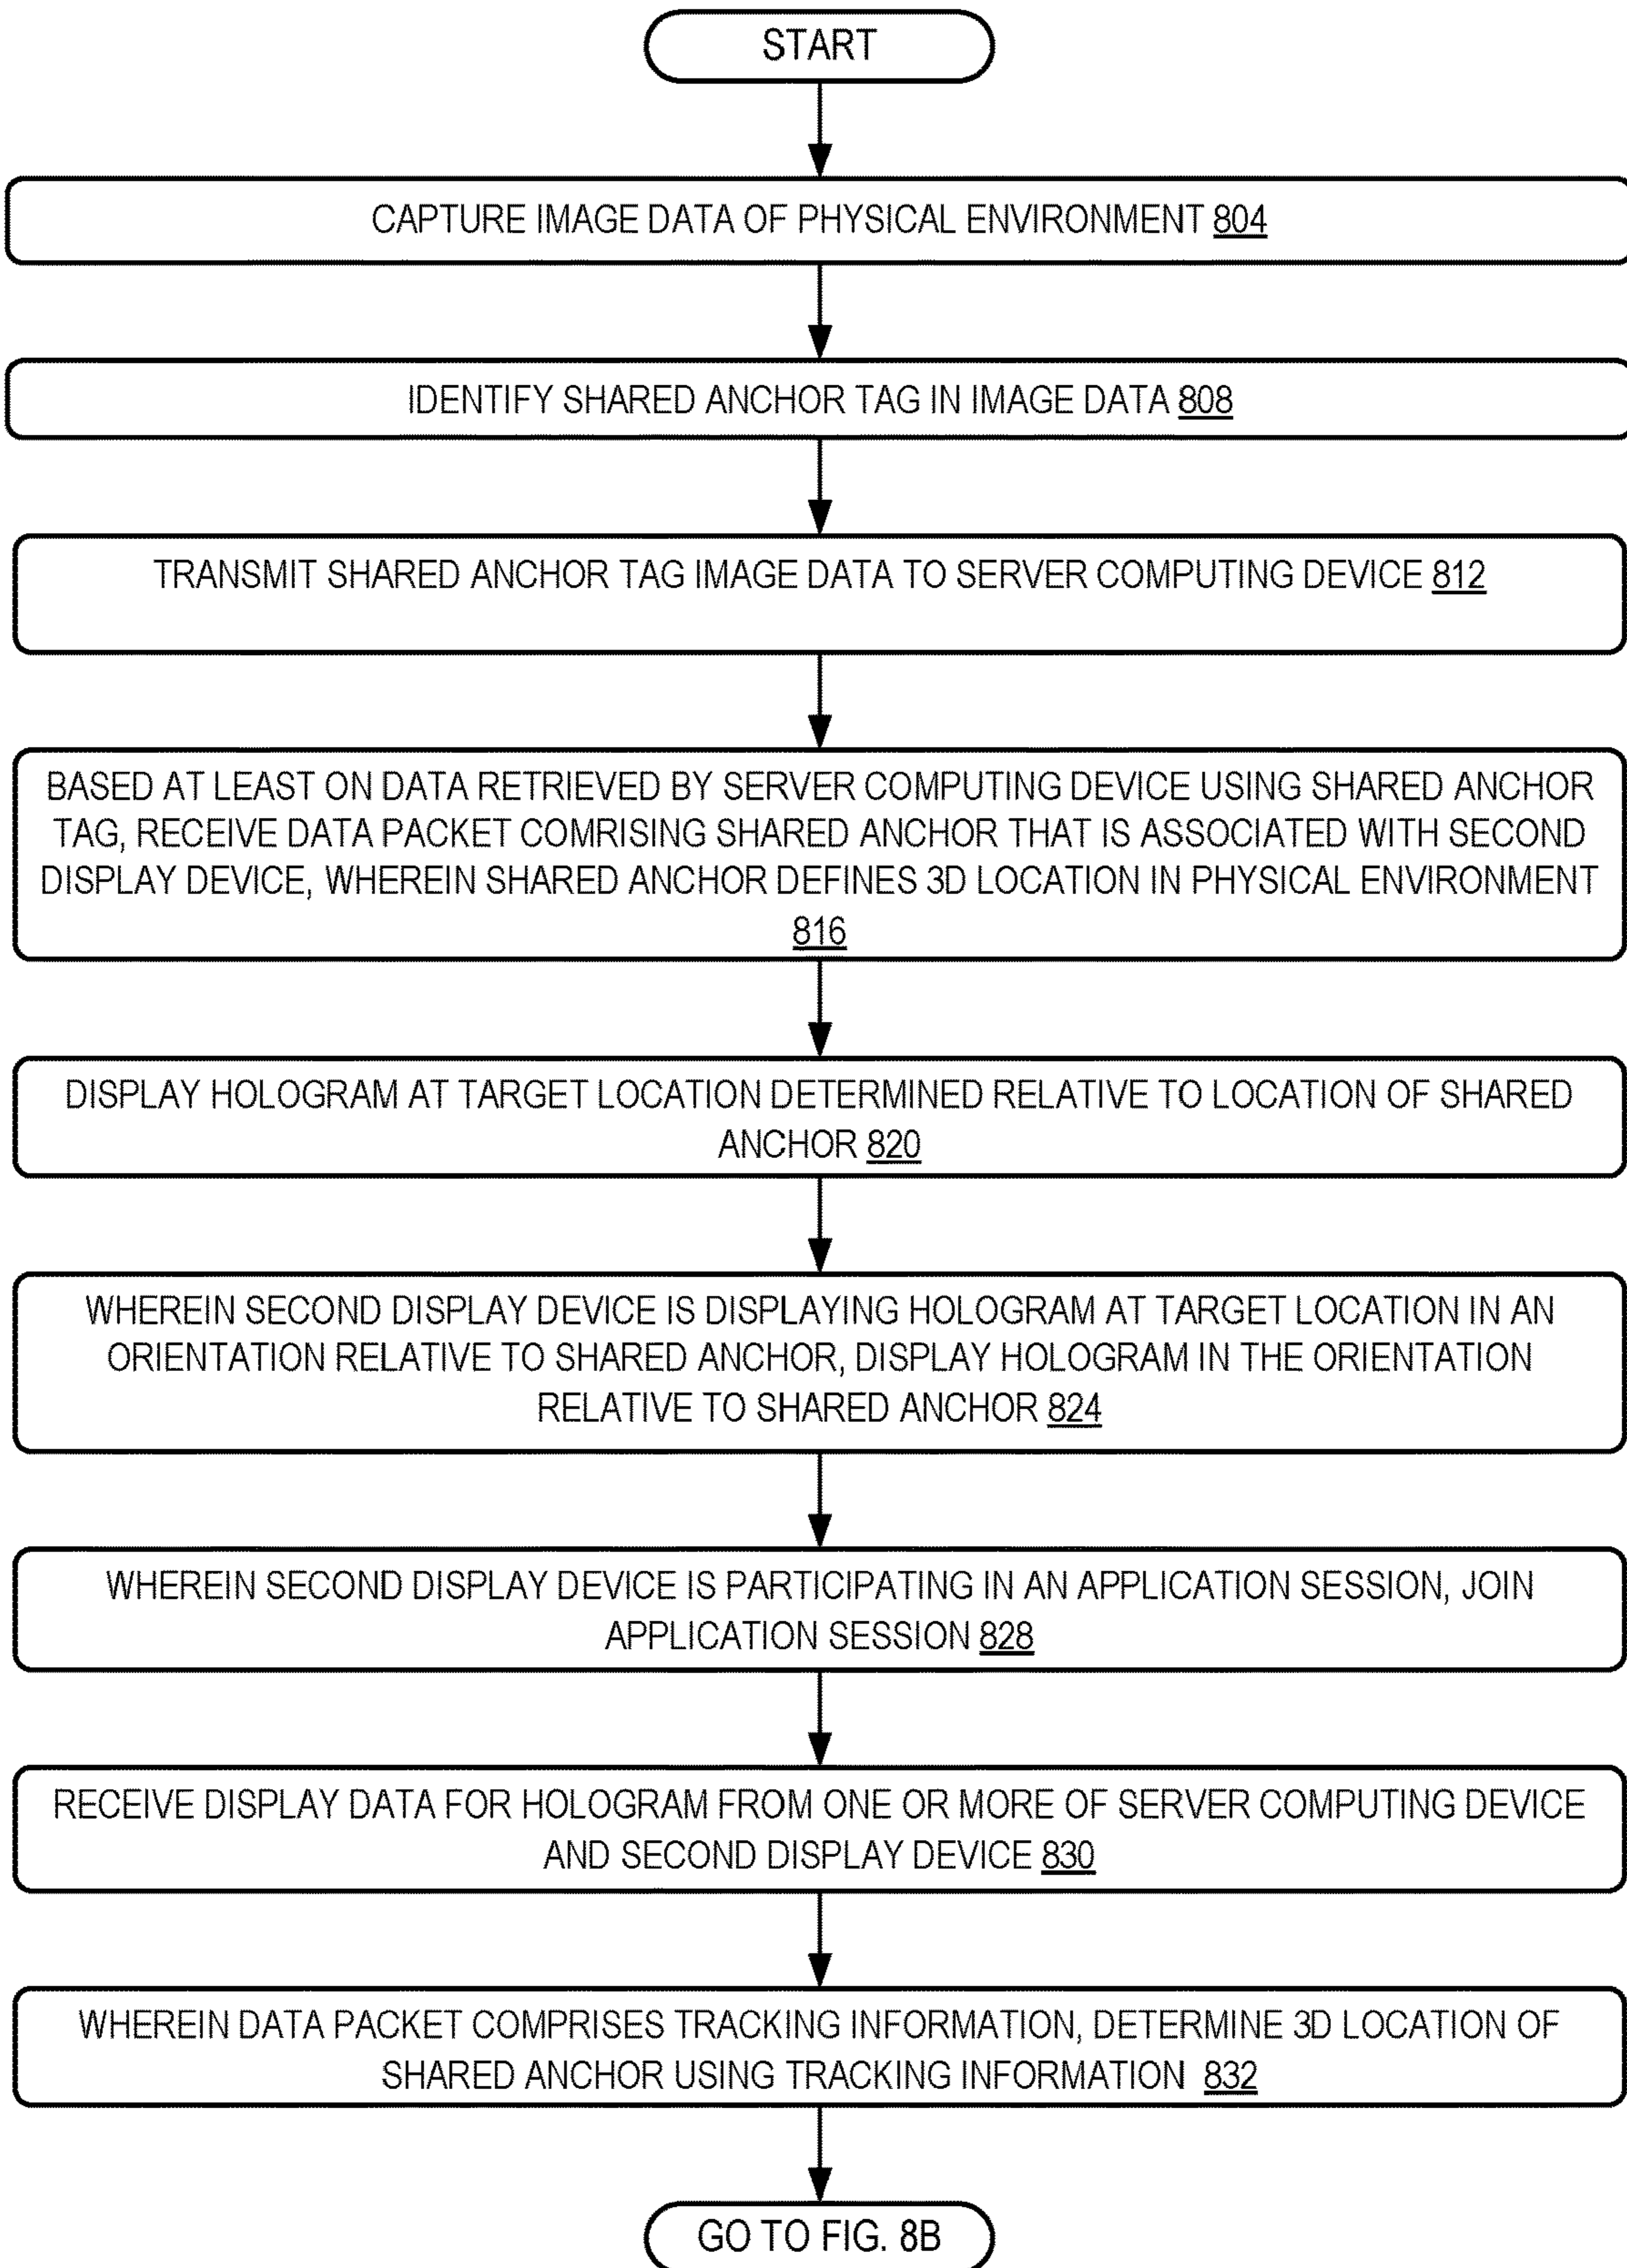 START
CAPTURE IMAGE DATA OF PHYSICAL ENVIRONMENT 804
IDENTIFY SHARED ANCHOR TAG IN IMAGE DATA 808
TRANSMIT SHARED ANCHOR TAG IMAGE DATA TO SERVER COMPUTING DEVICE 812
BASED AT LEAST ON DATA RETRIEVED BY SERVER COMPUTING DEVICE USING SHARED ANCHOR
TAG, RECEIVE DATA PACKET COMRISING SHARED ANCHOR THAT IS ASSOCIATED WITH SECOND
DISPLAY DEVICE, WHEREIN SHARED ANCHOR DEFINES 3D LOCATION IN PHYSICAL ENVIRONMENT
816
DISPLAY HOLOGRAM AT TARGET LOCATION DETERMINED RELATIVE TO LOCATION OF SHARED
ANCHOR 820
WHEREIN SECOND DISPLAY DEVICE IS DISPLAYING HOLOGRAM AT TARGET LOCATION IN AN
ORIENTATION RELATIVE TO SHARED ANCHOR, DISPLAY HOLOGRAM IN THE ORIENTATION
RELATIVE TO SHARED ANCHOR 824
WHEREIN SECOND DISPLAY DEVICE IS PARTICIPATING IN AN APPLICATION SESSION, JOIN
APPLICATION SESSION 828
RECEIVE DISPLAY DATA FOR HOLOGRAM FROM ONE OR MORE OF SERVER COMPUTING DEVICE
AND SECOND DISPLAY DEVICE 830
WHEREIN DATA PACKET COMPRISES TRACKING INFORMATION, DETERMINE 3D LOCATION OF
SHARED ANCHOR USING TRACKING INFORMATION 832
GO TO FIG. 8B